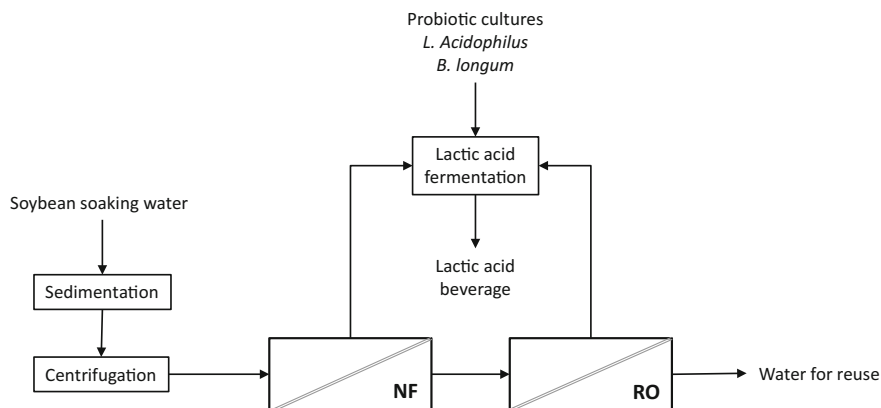 Probiotic cultures
L. Acidophilus
B. longum
Lactic acid
fermentation
Soybean soaking water
Lactic acid
beverage
Sedimentation
Centrifugation
NF
RO
Water for reuse